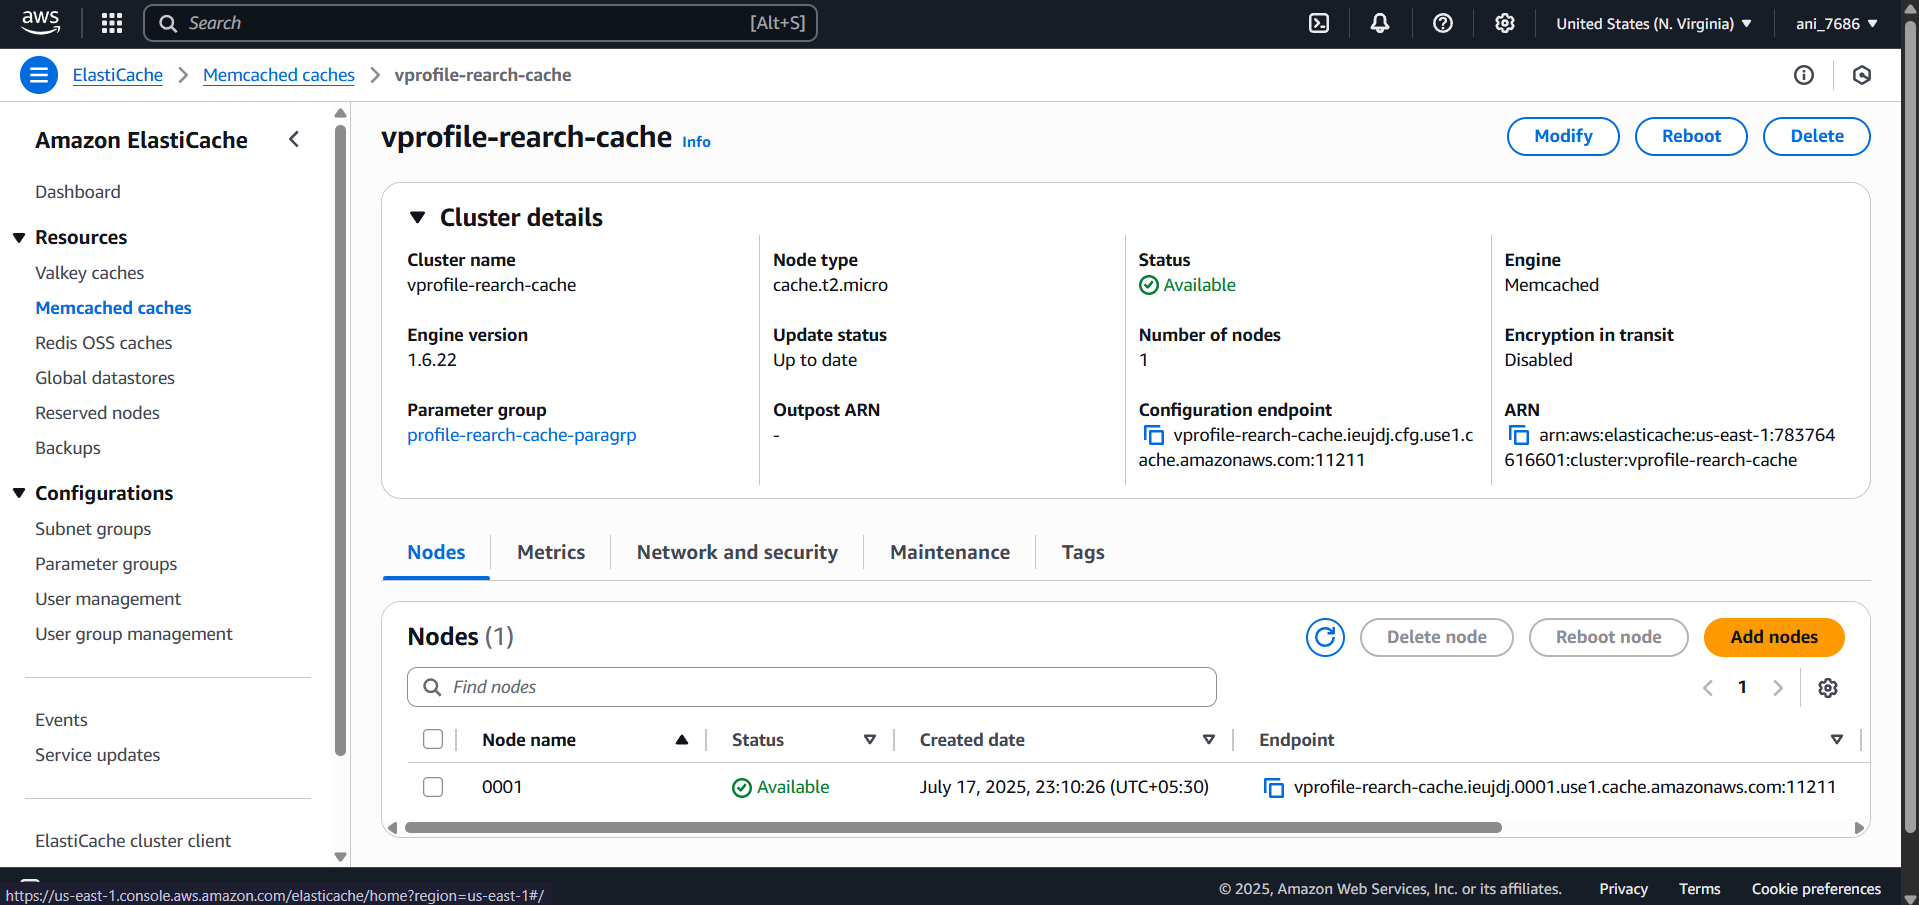 aws
Search [Alt+S]
United States (N. Virginia)
ani_7686
ElastiCache
Memcached caches
vprofile-rearch-cache
Amazon ElastiCache
Dashboard
Resources
Valkey caches
Memcached caches
Redis OSS caches
Global datastores
Reserved nodes
Backups
Configurations
Subnet groups
Parameter groups
User management
User group management
Events
Service updates
ElastiCache cluster client
vprofile-rearch-cache Info
Modify
Reboot
Delete
Cluster details
Cluster name
vprofile-rearch-cache
Node type
cache.t2.micro
Status
Available
Engine
Memcached
Engine version
1.6.22
Update status
Up to date
Number of nodes
1
Encryption in transit
Disabled
Parameter group
profile-rearch-cache-paragrp
Outpost ARN
-
Configuration endpoint
vprofile-rearch-cache.ieujdj.cfg.use1.c
ache.amazonaws.com:11211
ARN
arn:aws:elasticache:us-east-1:783764
616601:cluster:vprofile-rearch-cache
Nodes
Metrics
Network and security
Maintenance
Tags
Nodes (1)
Delete node
Reboot node
Add nodes
Find nodes
1
Node name
Status
Created date
Endpoint
0001
Available
July 17, 2025, 23:10:26 (UTC+05:30)
vprofile-rearch-cache.ieujdj.0001.use1.cache.amazonaws.com:11211
https://us-east-1.console.aws.amazon.com/elasticache/home?region=us-east-1#/
© 2025, Amazon Web Services, Inc. or its affiliates.
Privacy
Terms
Cookie preferences